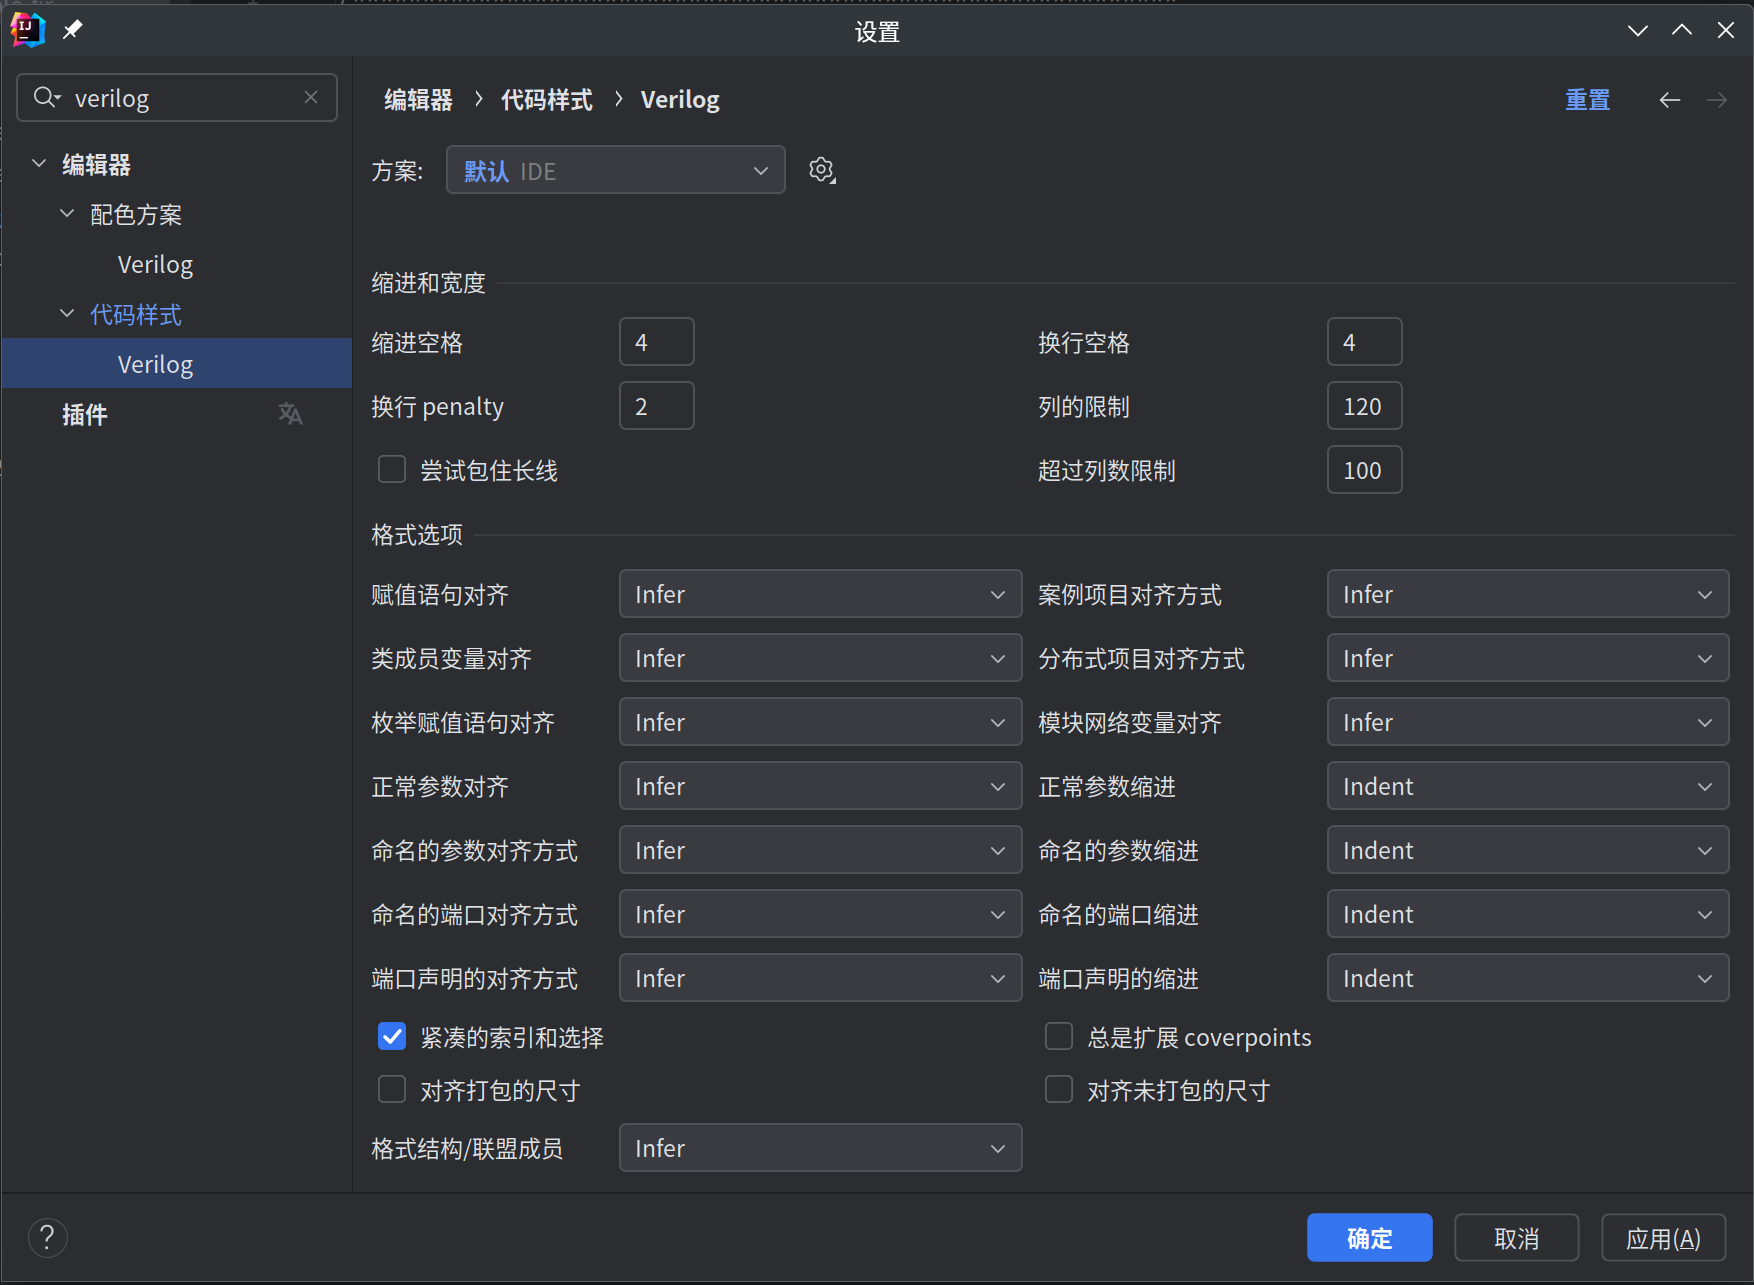 设置
verilog
编辑器
配色方案
Verilog
代码样式
Verilog
插件
编辑器 › 代码样式 › Verilog
重置
方案: 默认 IDE
缩进和宽度
缩进空格 4 换行空格 4
换行 penalty 2 列的限制 120
尝试包住长线 超过列数限制 100
格式选项
赋值语句对齐 Infer 案例项目对齐方式 Infer
类成员变量对齐 Infer 分布式项目对齐方式 Infer
枚举赋值语句对齐 Infer 模块网络变量对齐 Infer
正常参数对齐 Infer 正常参数缩进 Indent
命名的参数对齐方式 Infer 命名的参数缩进 Indent
命名的端口对齐方式 Infer 命名的端口缩进 Indent
端口声明的对齐方式 Infer 端口声明的缩进 Indent
紧凑的索引和选择 总是扩展 coverpoints
对齐打包的尺寸 对齐未打包的尺寸
格式结构/联盟成员 Infer
? 确定 取消 应用(A)